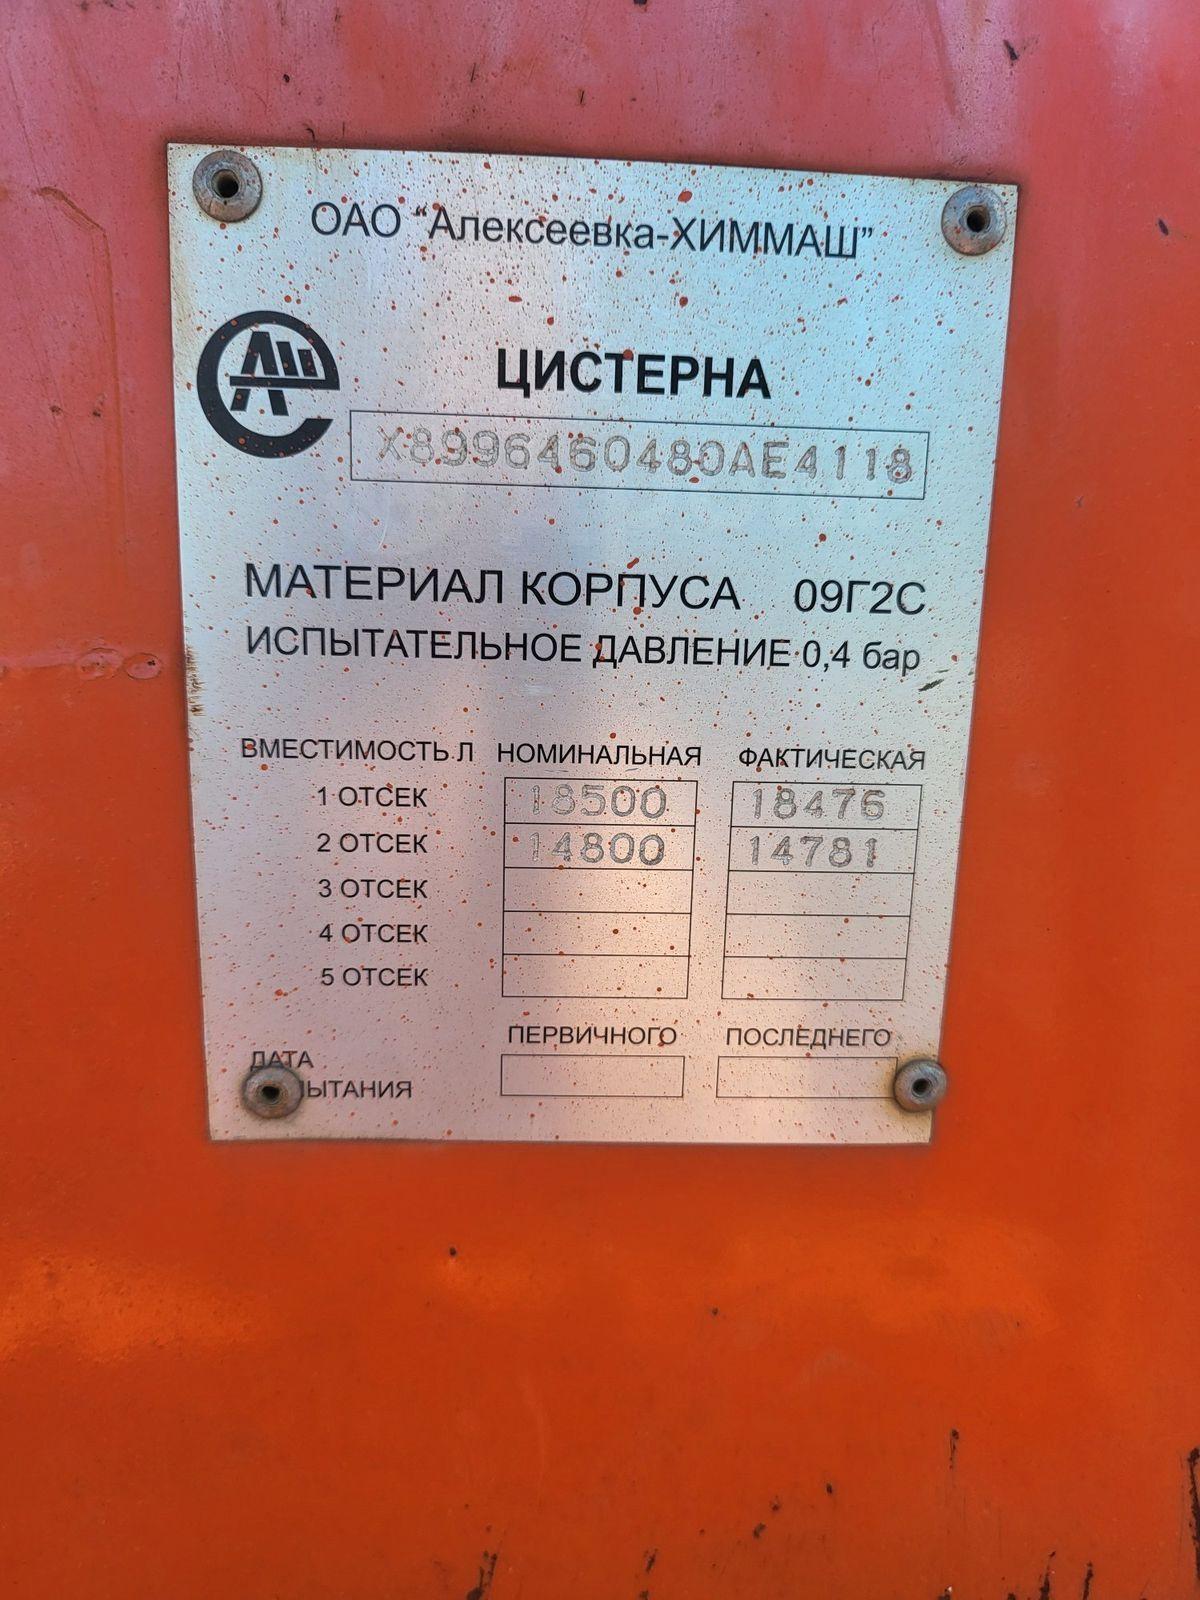 ОАО “Алексеевка-ХИММАШ”
ЦИСТЕРНА
X8996460480AE4118
МАТЕРИАЛ КОРПУСА 09Г2С
ИСПЫТАТЕЛЬНОЕ ДАВЛЕНИЕ 0,4 бар
ВМЕСТИМОСТЬ Л НОМИНАЛЬНАЯ ФАКТИЧЕСКАЯ
1 ОТСЕК 18500 18476
2 ОТСЕК 14800 14781
3 ОТСЕК
4 ОТСЕК
5 ОТСЕК
ПЕРВИЧНОГО ПОСЛЕДНЕГО
ДАТА
ЫТАНИЯ